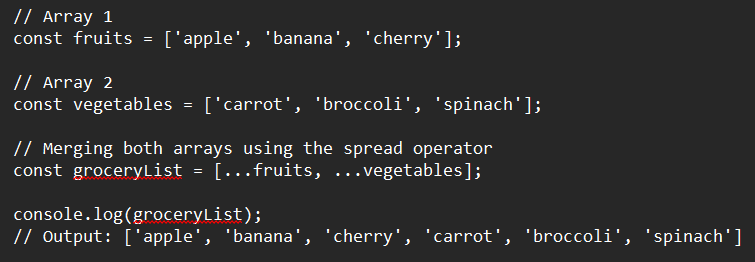 // Array 1
const fruits = ['apple', 'banana', 'cherry'];
// Array 2
const vegetables = ['carrot', 'broccoli', 'spinach'];
// Merging both arrays using the spread operator
const groceryList = [...fruits, ...vegetables];
console.log(groceryList);
// Output: ['apple', 'banana', 'cherry', 'carrot', 'broccoli', 'spinach']